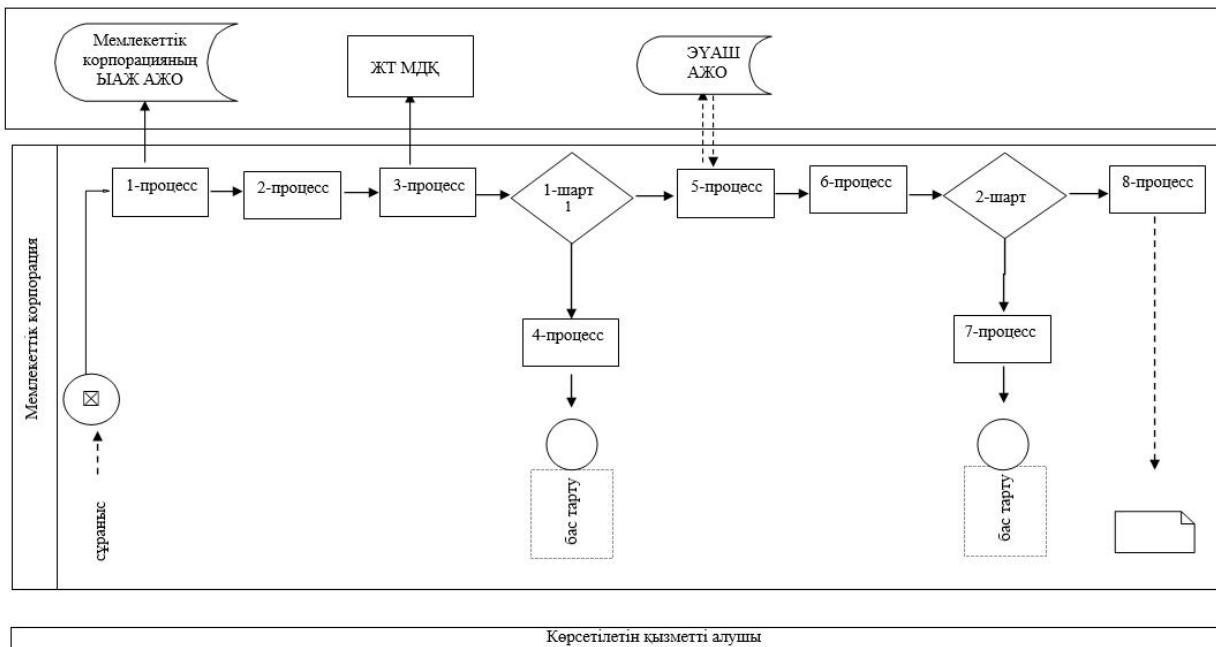 Мемлекеттік
корпорацияның
ЫАЖ АЖО
ЖТ МДҚ
ЭҮАШ
АЖО
Мемлекеттік корпорация
1-процесс
2-процесс
3-процесс
1-шарт
1
5-процесс
6-процесс
2-шарт
8-процесс
4-процесс
7-процесс
сұраныс
бас тарту
бас тарту
Көрсетілетін қызметті алушы